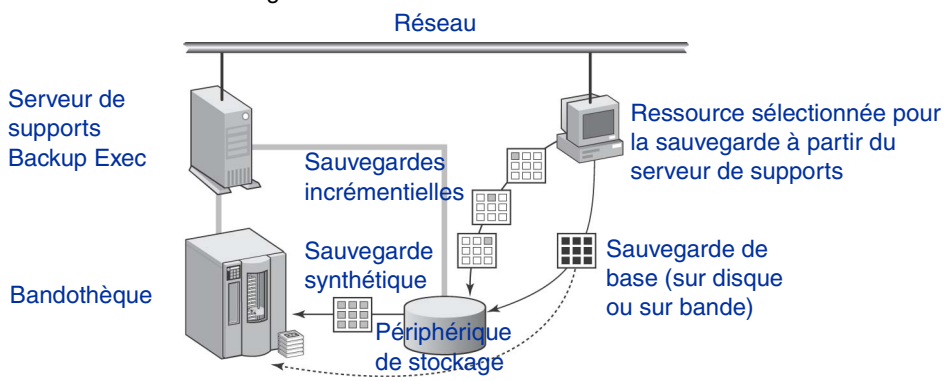 Réseau
Serveur de
supports
Backup Exec
Ressource sélectionnée pour
la sauvegarde à partir du
serveur de supports
Sauvegardes
incrémentielles
Sauvegarde
synthétique
Sauvegarde de
base (sur disque
ou sur bande)
Bandothèque
Périphérique
de stockage